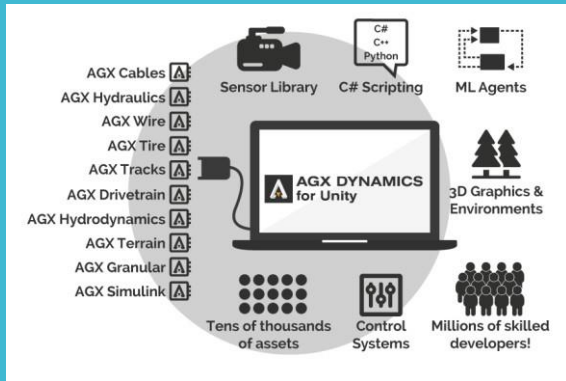 AGX Cables
AGX Hydraulics
AGX Wire
AGX Tire
AGX Tracks
AGX Drivetrain
AGX Hydrodynamics
AGX Terrain
AGX Granular
AGX Simulink
Sensor Library
C#
C++
Python
C# Scripting
ML Agents
AGX DYNAMICS
for Unity
3D Graphics &
Environments
Tens of thousands
of assets
Control
Systems
Millions of skilled
developers!